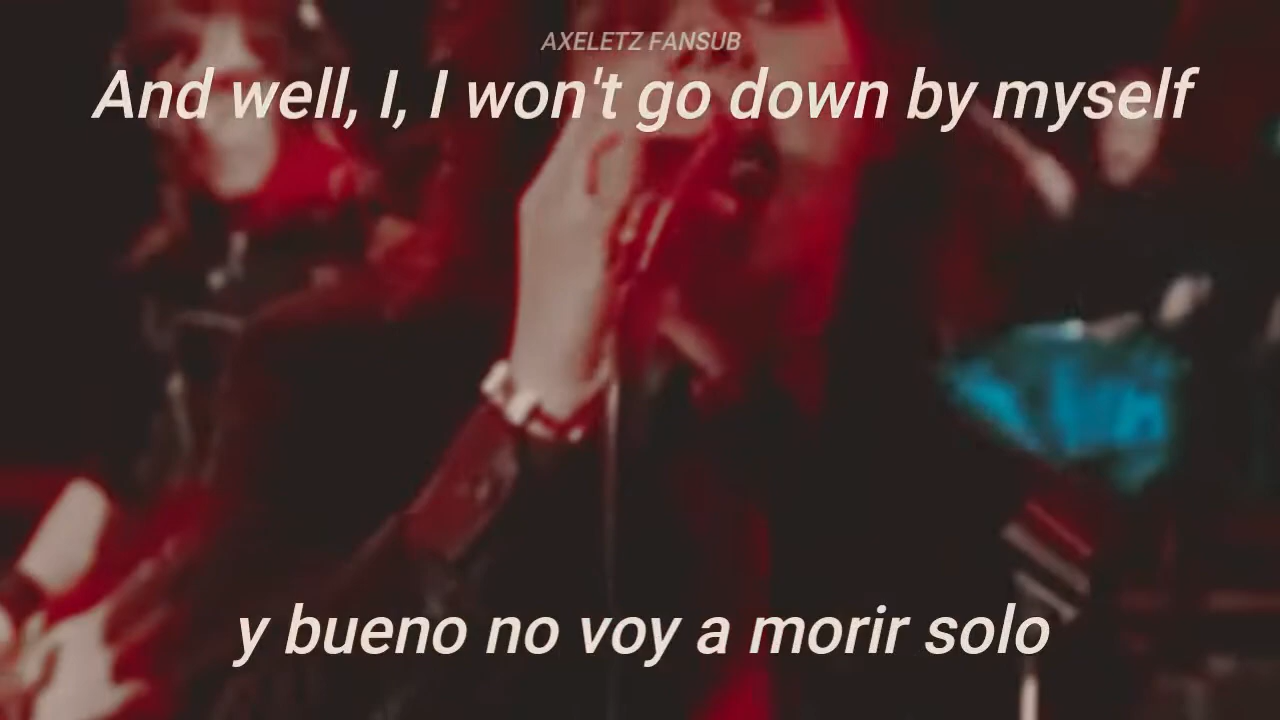 AXELETZ FANSUB
And well, I, I won't go down by myself
y bueno no voy a morir solo